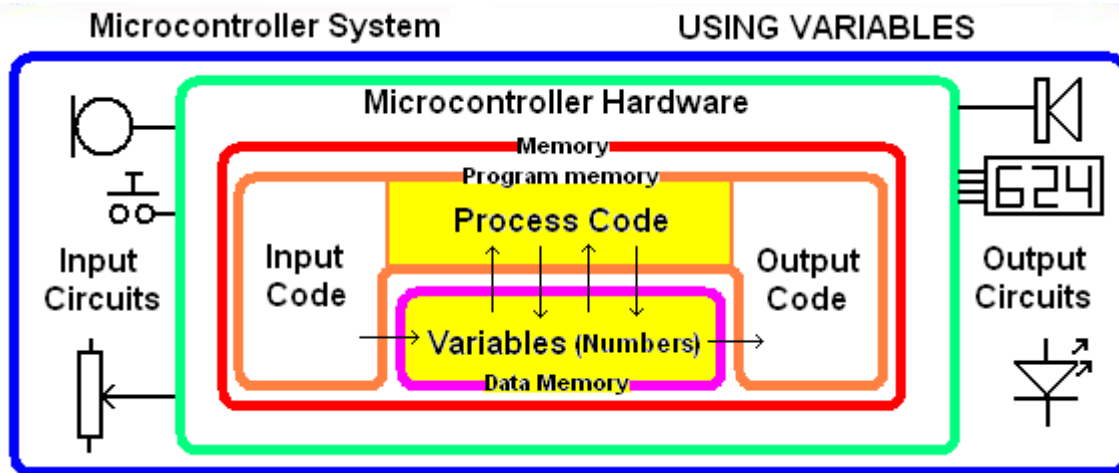 Microcontroller System
USING VARIABLES
Microcontroller Hardware
Memory
Program memory
Process Code
624
Input
Circuits
Input
Code
Output
Code
Output
Circuits
Variables (Numbers)
Data Memory